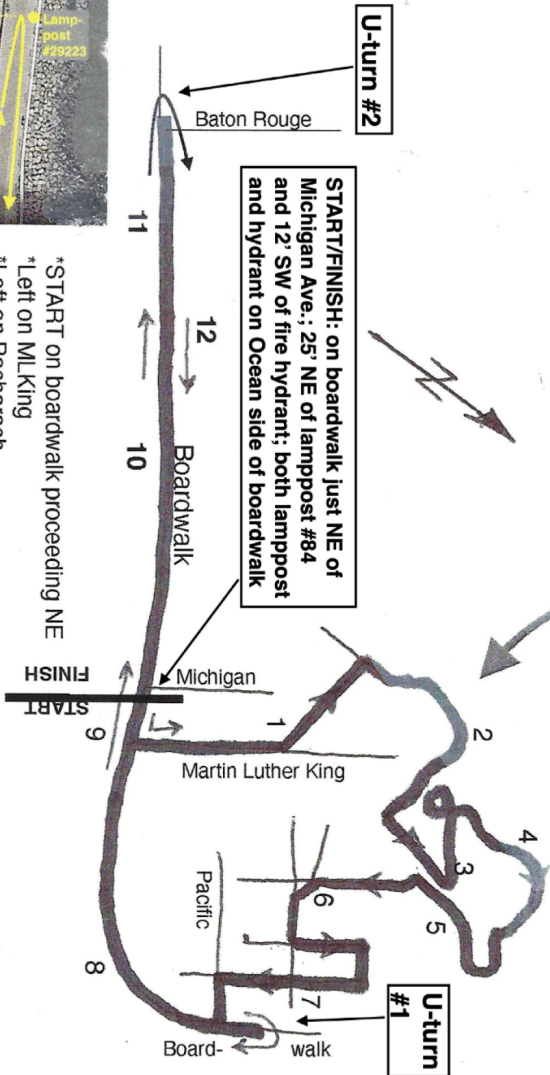 Lamp-
post
#29223
U-turn #2
Baton Rouge
START/FINISH: on boardwalk just NE of
Michigan Ave.; 25' NE of lamppost #84
and 12' SW of fire hydrant; both lamppost
and hydrant on Ocean side of boardwalk
11
12
10
Boardwalk
*START on boardwalk proceeding NE
*Left on MLKing
*Left on
FINISH
START
Michigan
9
1
Martin Luther King
2
3
4
5
6
7
Pacific
8
U-turn
#1
Board-
walk